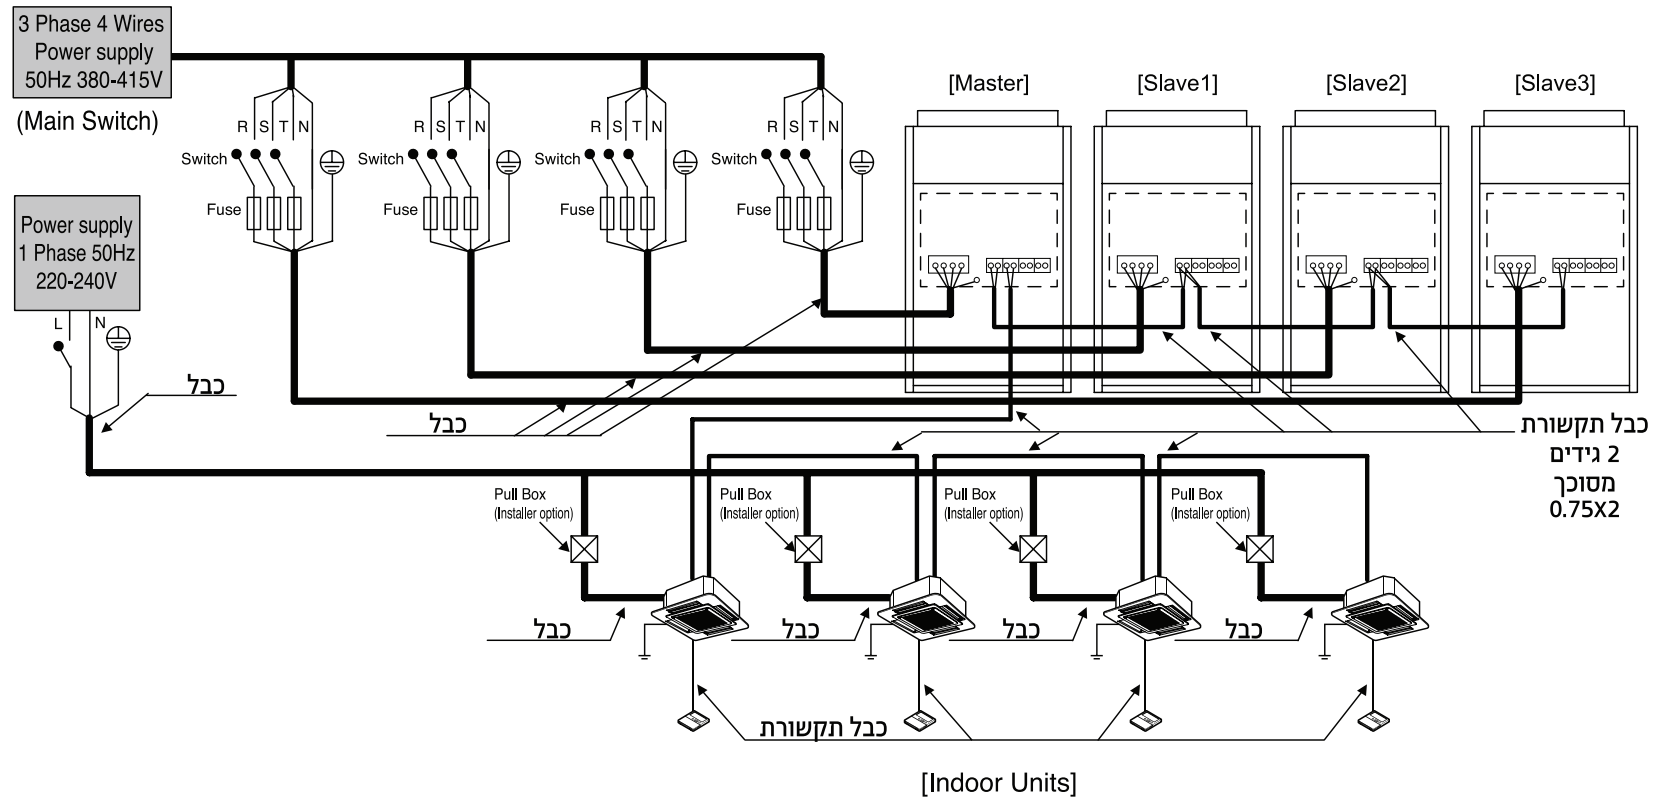 3 Phase 4 Wires
Power supply
50Hz 380-415V
(Main Switch)
[Master]
[Slave1]
[Slave2]
[Slave3]
R S T N
R S T N
R S T N
R S T N
Switch
Switch
Switch
Switch
Fuse
Fuse
Fuse
Fuse
Power supply
1 Phase 50Hz
220-240V
L N
כבל
כבל
כבל תקשורת
2 גידים
מסוכך
0.75X2
Pull Box
(Installer option)
Pull Box
(Installer option)
Pull Box
(Installer option)
Pull Box
(Installer option)
כבל
כבל
כבל
כבל
כבל תקשורת
[Indoor Units]